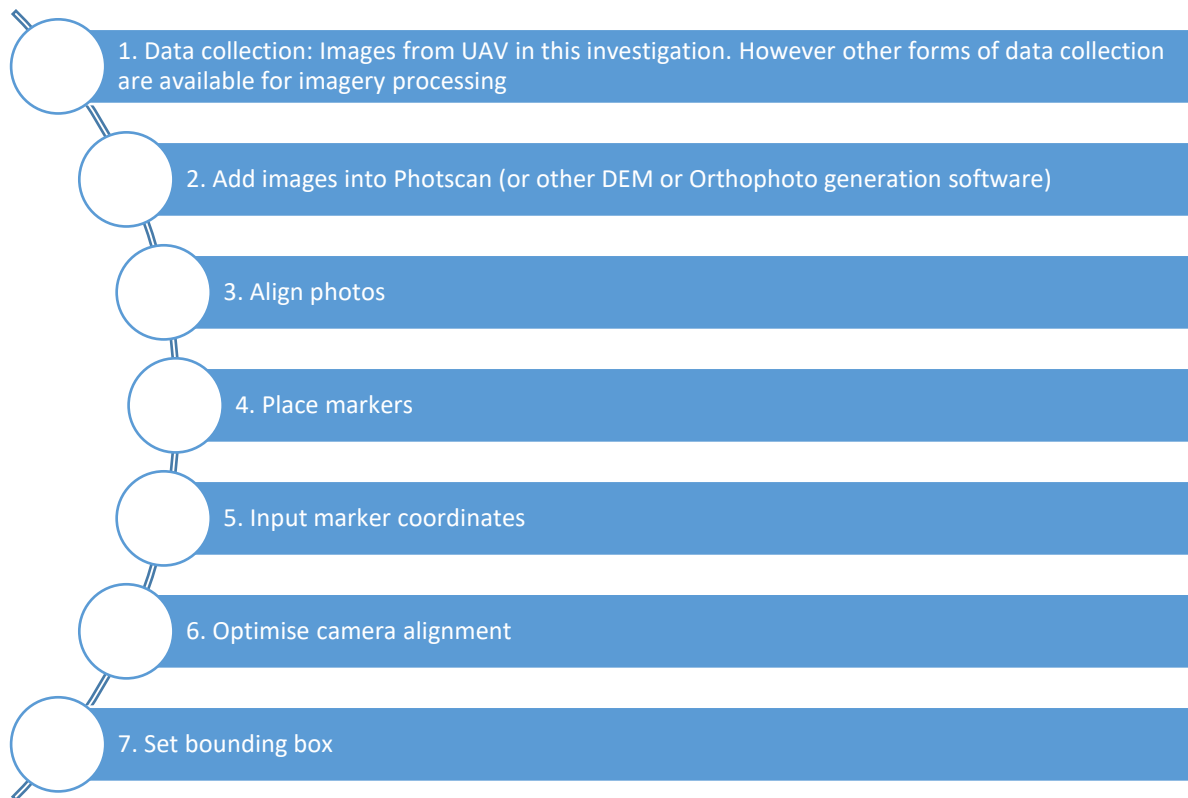 1. Data collection: Images from UAV in this investigation. However other forms of data collection
are available for imagery processing
2. Add images into Photscan (or other DEM or Orthophoto generation software)
3. Align photos
4. Place markers
5. Input marker coordinates
6. Optimise camera alignment
7. Set bounding box